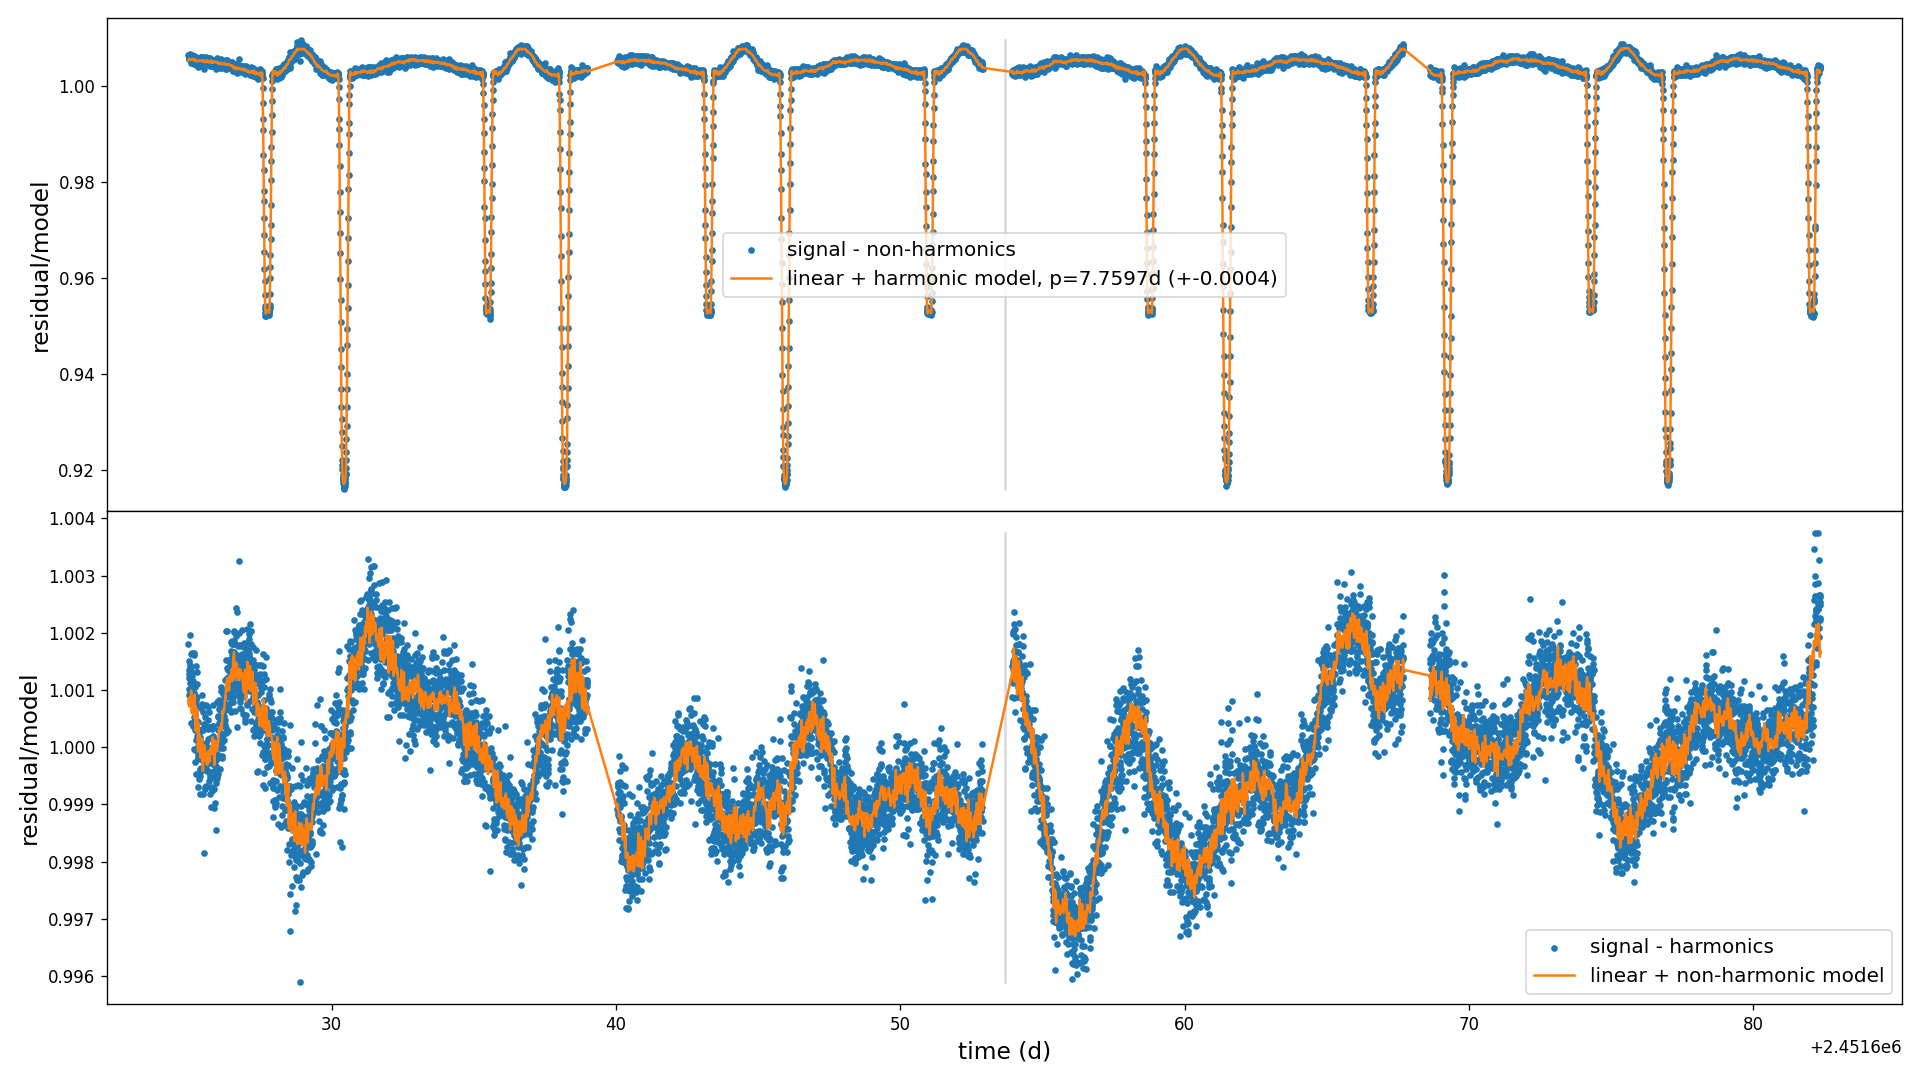 1.00
0.98
0.96
0.94
0.92
residual/model
signal - non-harmonics
linear + harmonic model, p=7.7597d (+-0.0004)
1.004
1.003
1.002
1.001
1.000
0.999
0.998
0.997
0.996
residual/model
signal - harmonics
linear + non-harmonic model
30
40
50
60
70
80
time (d)
+2.4516e6